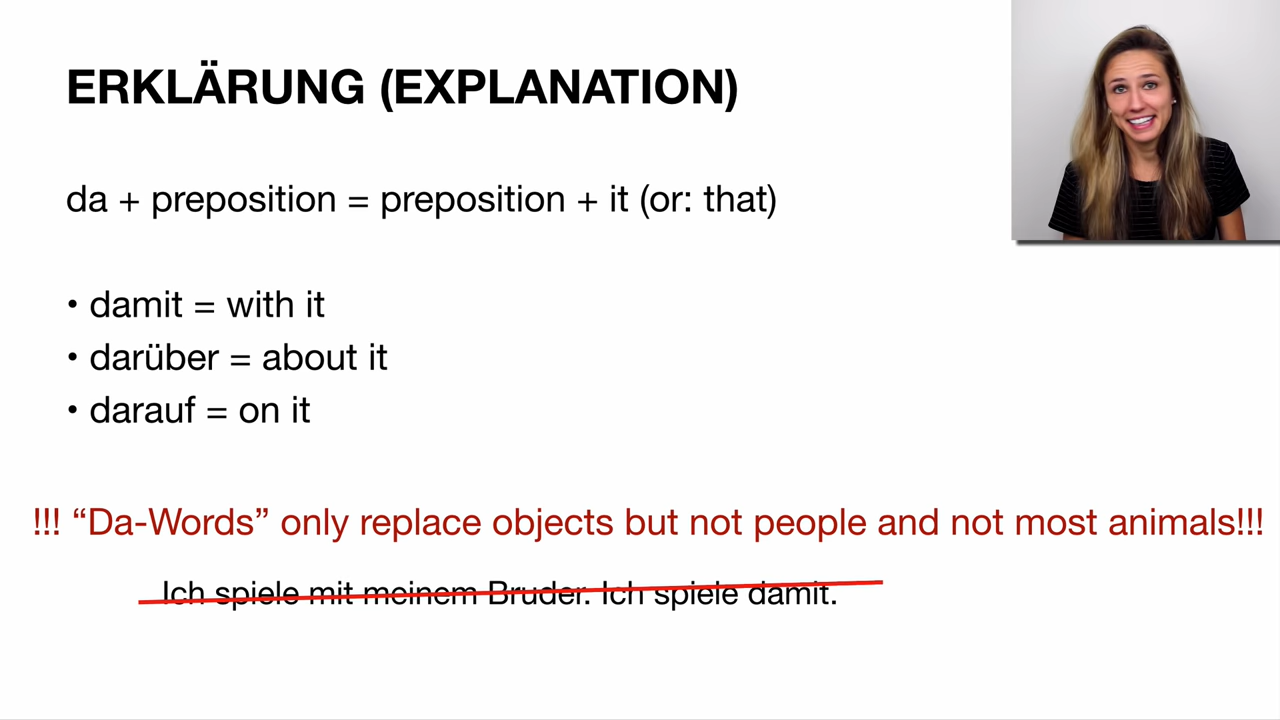 ERKLÄRUNG (EXPLANATION)
da + preposition = preposition + it (or: that)
• damit = with it
• darüber = about it
• darauf = on it
!!! “Da-Words” only replace objects but not people and not most animals!!!
Ich spiele mit meinem Bruder. Ich spiele damit.